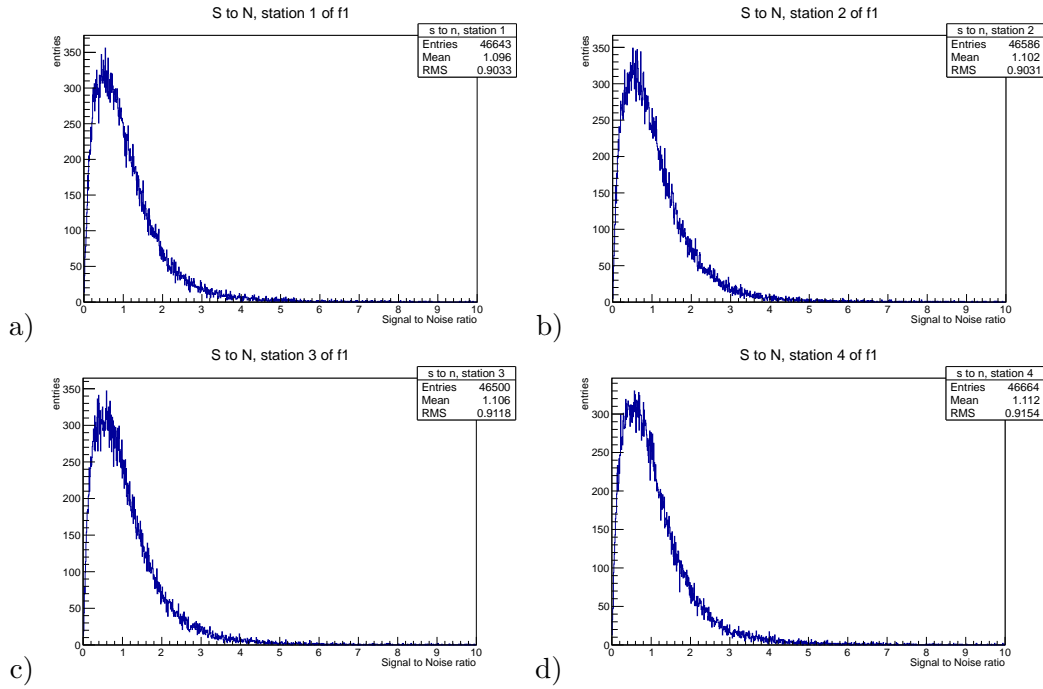 S to N, station 1 of f1
s to n, station 1
Entries 46643
Mean 1.096
RMS 0.9033
entries
350
300
250
200
150
100
50
0
0 1 2 3 4 5 6 7 8 9 10
Signal to Noise ratio
a)
S to N, station 2 of f1
s to n, station 2
Entries 46586
Mean 1.102
RMS 0.9031
entries
350
300
250
200
150
100
50
0
0 1 2 3 4 5 6 7 8 9 10
Signal to Noise ratio
b)
S to N, station 3 of f1
s to n, station 3
Entries 46500
Mean 1.106
RMS 0.9118
entries
350
300
250
200
150
100
50
0
0 1 2 3 4 5 6 7 8 9 10
Signal to Noise ratio
c)
S to N, station 4 of f1
s to n, station 4
Entries 46664
Mean 1.112
RMS 0.9154
entries
300
250
200
150
100
50
0
0 1 2 3 4 5 6 7 8 9 10
Signal to Noise ratio
d)